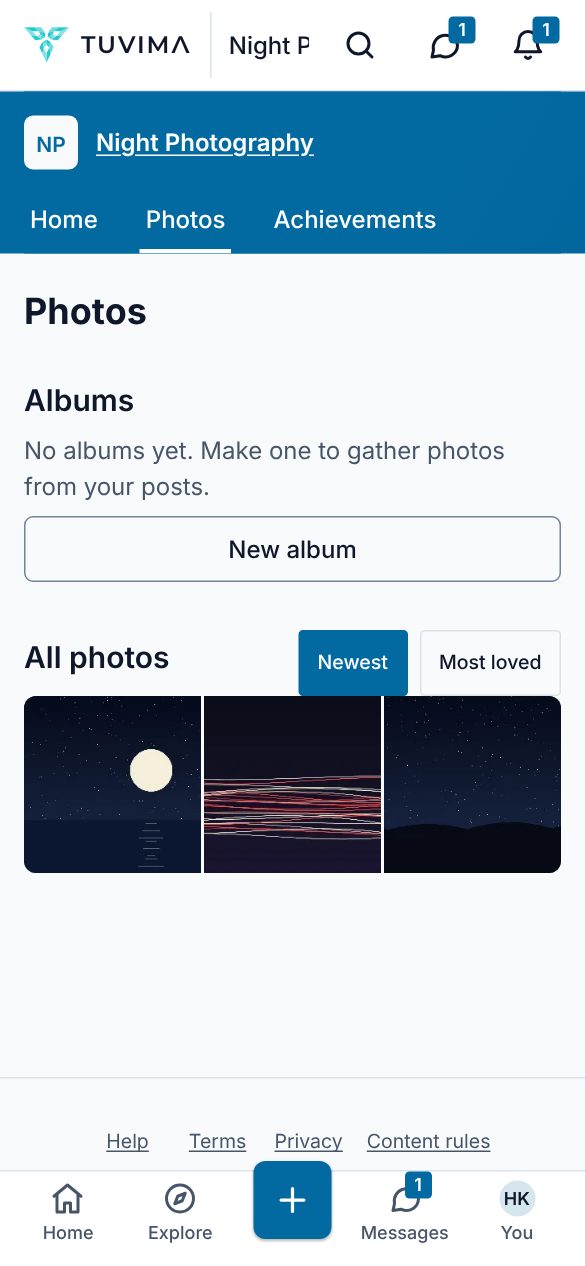 TUVIMA
Night P
1
1
NP
Night Photography
Home
Photos
Achievements
Photos
Albums
No albums yet. Make one to gather photos
from your posts.
New album
All photos
Newest
Most loved
Help
Terms
Privacy
Content rules
Home
Explore
1
Messages
HK
You